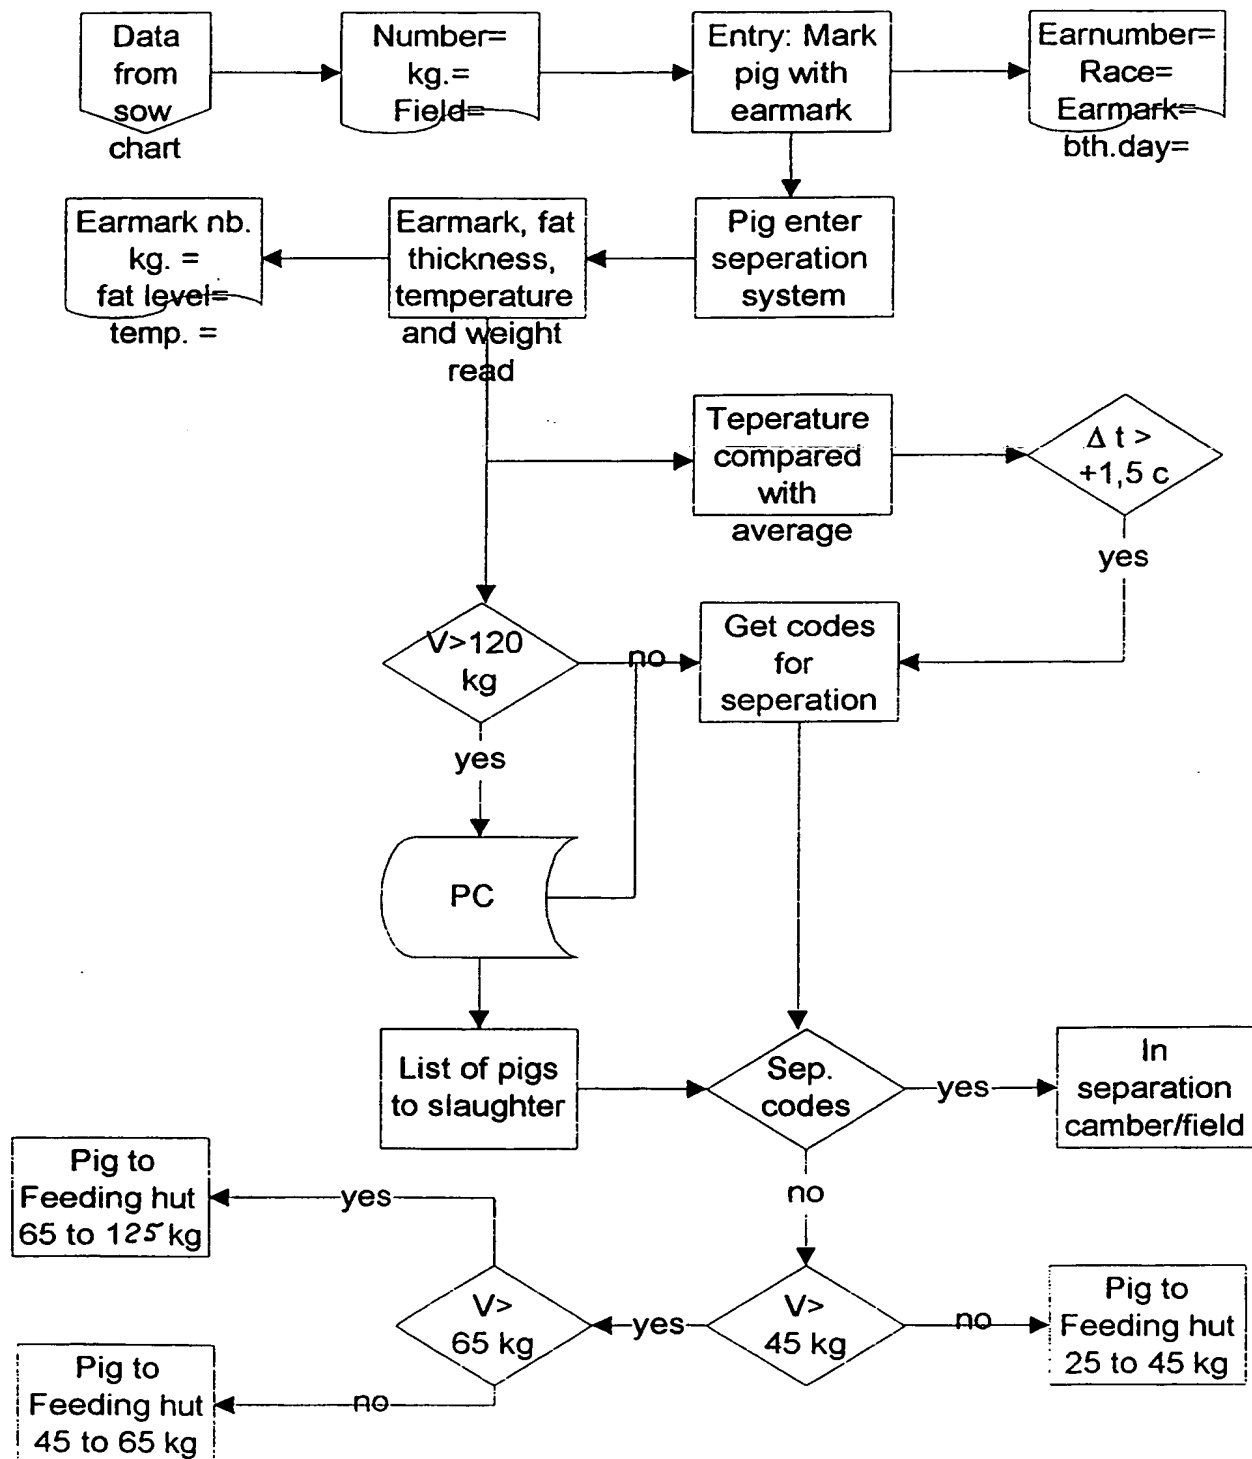 Data
from
sow
chart
Number=
kg.=
Field=
Entry: Mark
pig with
earmark
Earnumber=
Race=
Earmark=
bth.day=
Earmark nb.
kg. =
fat level=
temp. =
Earmark, fat
thickness,
temperature
and weight
read
Pig enter
seperation
system
Teperature
compared
with
average
Δ t >
+1,5 c
yes
V>120
kg
no
Get codes
for
seperation
yes
PC
List of pigs
to slaughter
Sep.
codes
yes
In
separation
camber/field
no
Pig to
Feeding hut
65 to 125 kg
yes
V>
65 kg
yes
V>
45 kg
no
Pig to
Feeding hut
25 to 45 kg
Pig to
Feeding hut
45 to 65 kg
no